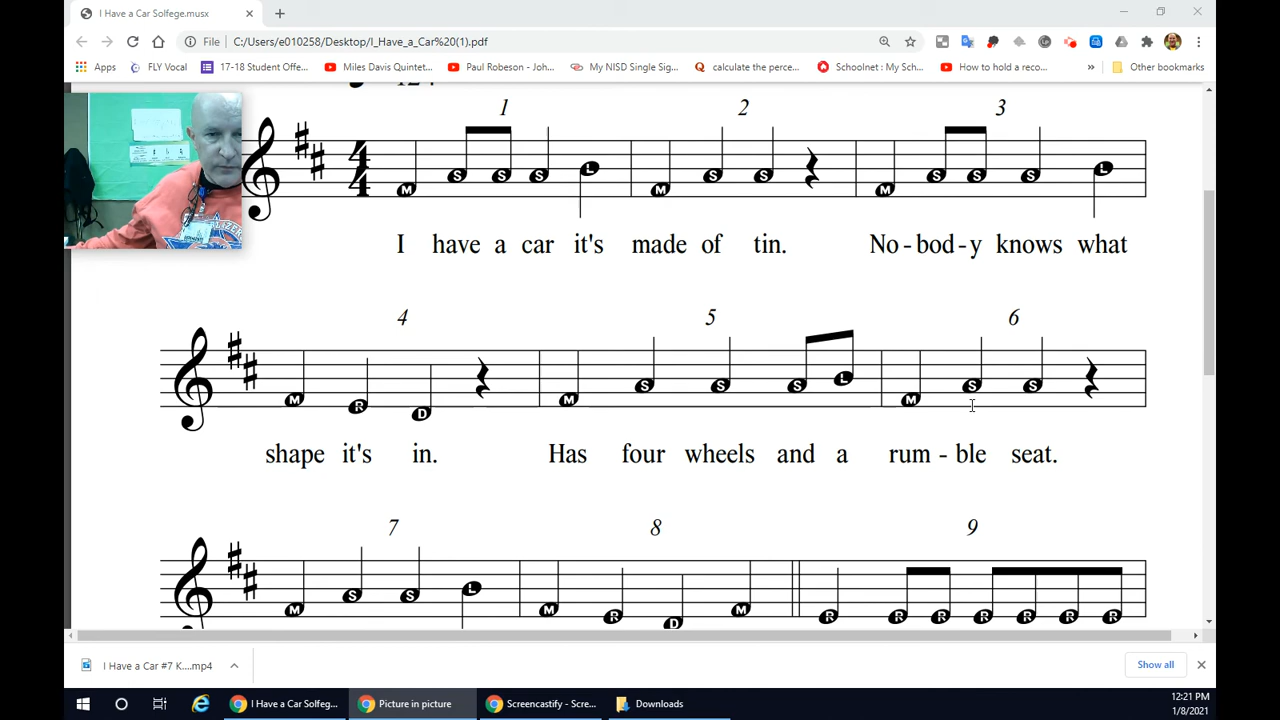 I Have a Car Solfege.musx
File C:/Users/e010258/Desktop/I_Have_a_Car%20(1).pdf
Apps FLY Vocal 17-18 Student Offe... Miles Davis Quintet... Paul Robeson - Joh... My NISD Single Sig... calculate the perce... Schoolnet : My Sch... How to hold a reco... » Other bookmarks
1 2 3
4
4
M S S S L M S S M S S S L
I have a car it's made of tin. No - bod - y knows what
4 5 6
M R D M S S S L M S S
shape it's in. Has four wheels and a rum - ble seat.
7 8 9
M S S L M R D M R R R R R R R
I Have a Car #7 K....mp4 Show all
I Have a Car Solfeg... Picture in picture Screencastify - Scre... Downloads
12:21 PM
1/8/2021